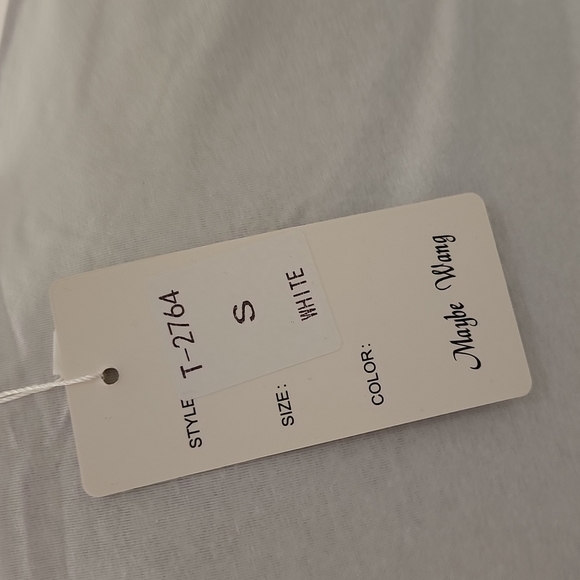 STYLE T-2764
SIZE: S
COLOR: WHITE
Maybe Wang